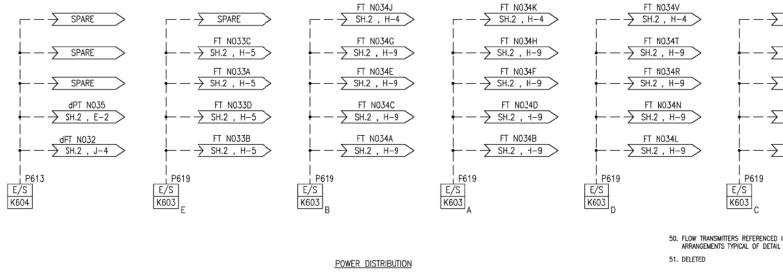 SPARE
SPARE
SPARE
dPT N035
SH.2 , E-2
dFT N032
SH.2 , J-4
P613
E/S
K604
SPARE
FT N033C
SH.2 , H-5
FT N033A
SH.2 , H-5
FT N033D
SH.2 , H-5
FT N033B
SH.2 , H-5
P619
E/S
K603
E
FT N034J
SH.2 , H-4
FT N034G
SH.2 , H-9
FT N034E
SH.2 , H-9
FT N034C
SH.2 , H-9
FT N034A
SH.2 , H-9
P619
E/S
K603
B
FT N034K
SH.2 , H-4
FT N034H
SH.2 , H-9
FT N034F
SH.2 , H-9
FT N034D
SH.2 , H-9
FT N034B
SH.2 , H-9
P619
E/S
K603
A
FT N034V
SH.2 , H-4
FT N034T
SH.2 , H-9
FT N034R
SH.2 , H-9
FT N034N
SH.2 , H-9
FT N034L
SH.2 , H-9
P619
E/S
K603
D
P619
E/S
K603
C
50. FLOW TRANSMITTERS REFERENCED
ARRANGEMENTS TYPICAL OF DETAIL
51. DELETED
POWER DISTRIBUTION